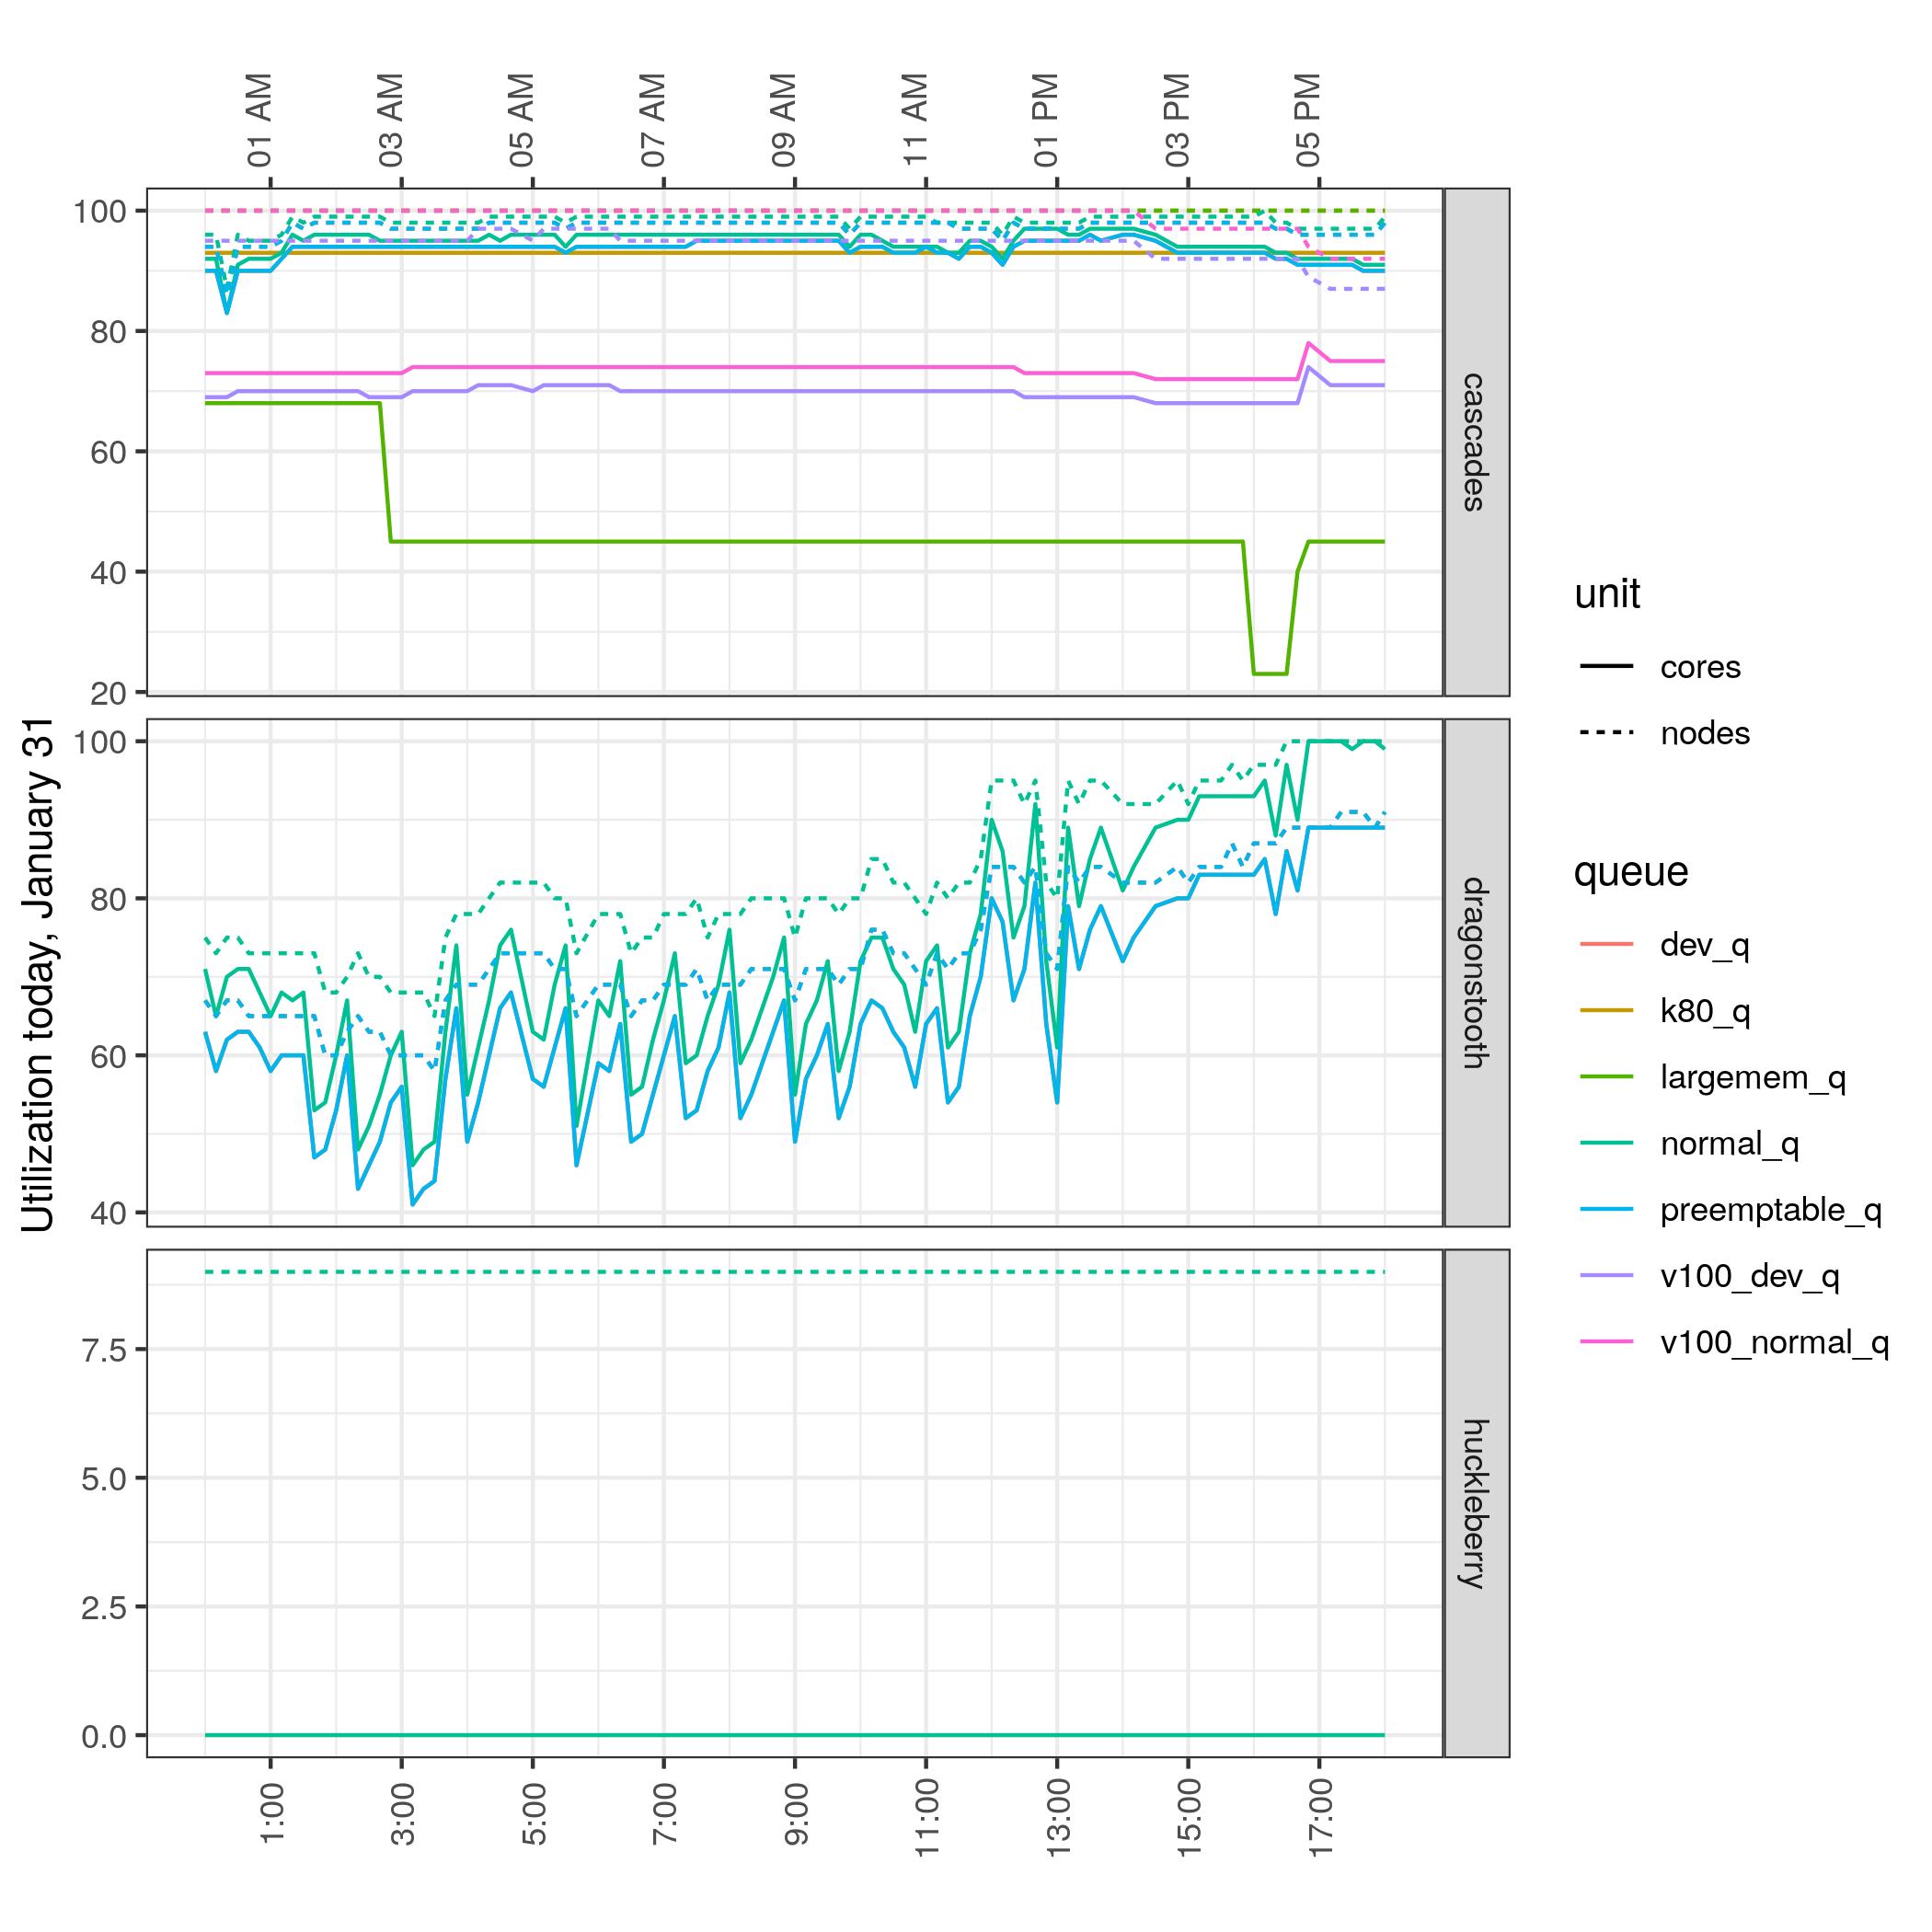 01 AM
03 AM
05 AM
07 AM
09 AM
11 AM
01 PM
03 PM
05 PM
100
80
60
40
20
cascades
Utilization today, January 31
100
80
60
40
dragonstooth
7.5
5.0
2.5
0.0
huckleberry
1:00
3:00
5:00
7:00
9:00
11:00
13:00
15:00
17:00
unit
cores
nodes
queue
dev_q
k80_q
largemem_q
normal_q
preemptable_q
v100_dev_q
v100_normal_q